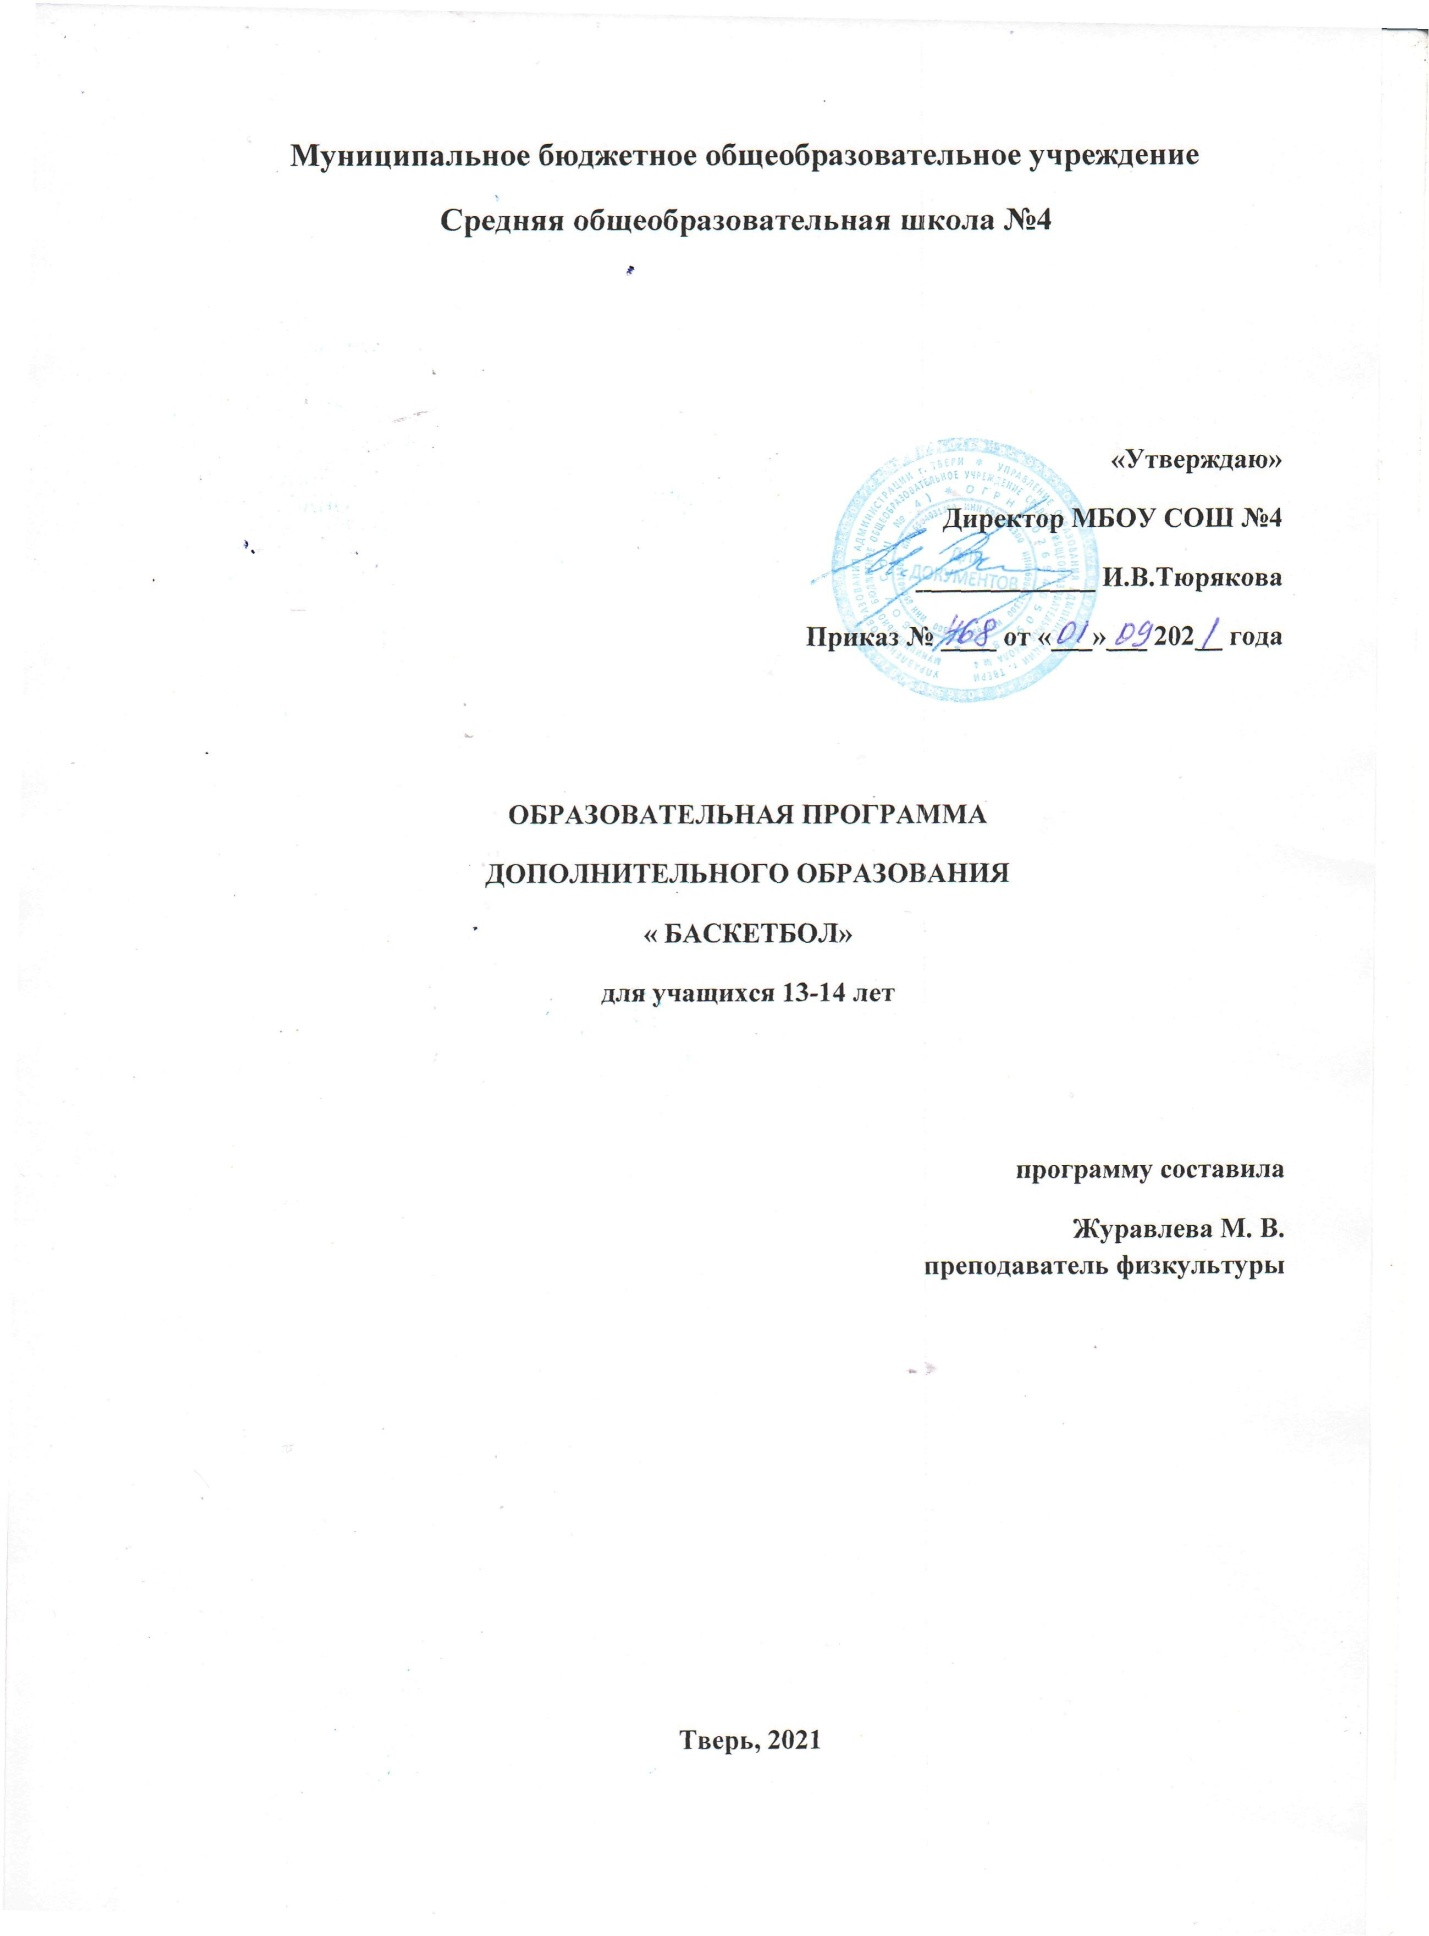 Муниципальное бюджетное общеобразовательное учреждение
Средняя общеобразовательная школа №4
«Утверждаю»
Директор МБОУ СОШ №4
_____________ И.В.Тюрякова
Приказ № 468 от «01» 09 2021 года
ДОКУМЕНТОВ
ОБРАЗОВАТЕЛЬНАЯ ПРОГРАММА
ДОПОЛНИТЕЛЬНОГО ОБРАЗОВАНИЯ
« БАСКЕТБОЛ»
для учащихся 13-14 лет
программу составила
Журавлева М. В.
преподаватель физкультуры
Тверь, 2021